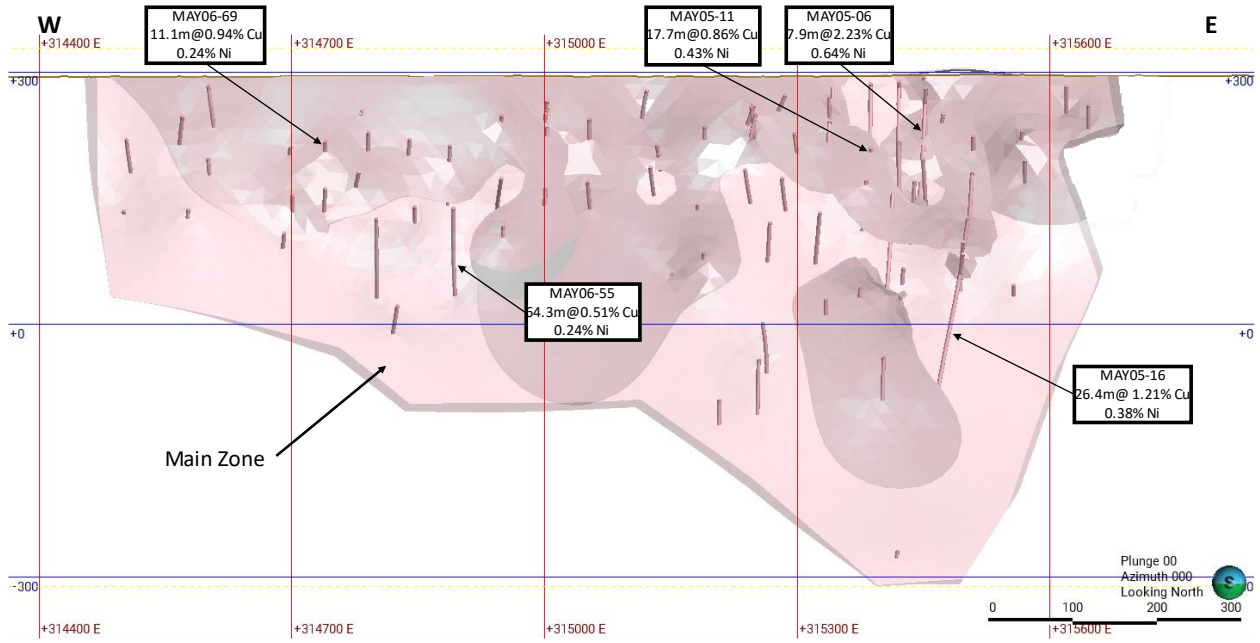 W
E
MAY06-69
11.1m@0.94% Cu
0.24% Ni
MAY05-11
17.7m@0.86% Cu
0.43% Ni
MAY05-06
7.9m@2.23% Cu
0.64% Ni
+314400 E
+314700 E
+315000 E
+315600 E
+300
+300
MAY06-55
64.3m@0.51% Cu
0.24% Ni
+0
+0
MAY05-16
26.4m@ 1.21% Cu
0.38% Ni
Main Zone
Plunge 00
Azimuth 000
Looking North
S
-300
0 100 200 300
+314400 E
+314700 E
+315000 E
+315300 E
+315600 E